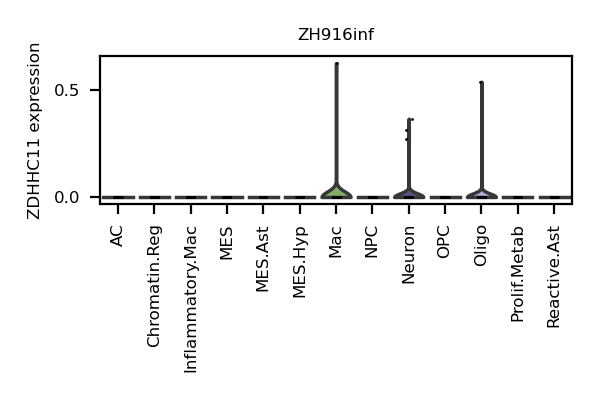 ZH916inf
ZDHHC11 expression
0.5
0.0
AC
Chromatin.Reg
Inflammatory.Mac
MES
MES.Ast
MES.Hyp
Mac
NPC
Neuron
OPC
Oligo
Prolif.Metab
Reactive.Ast